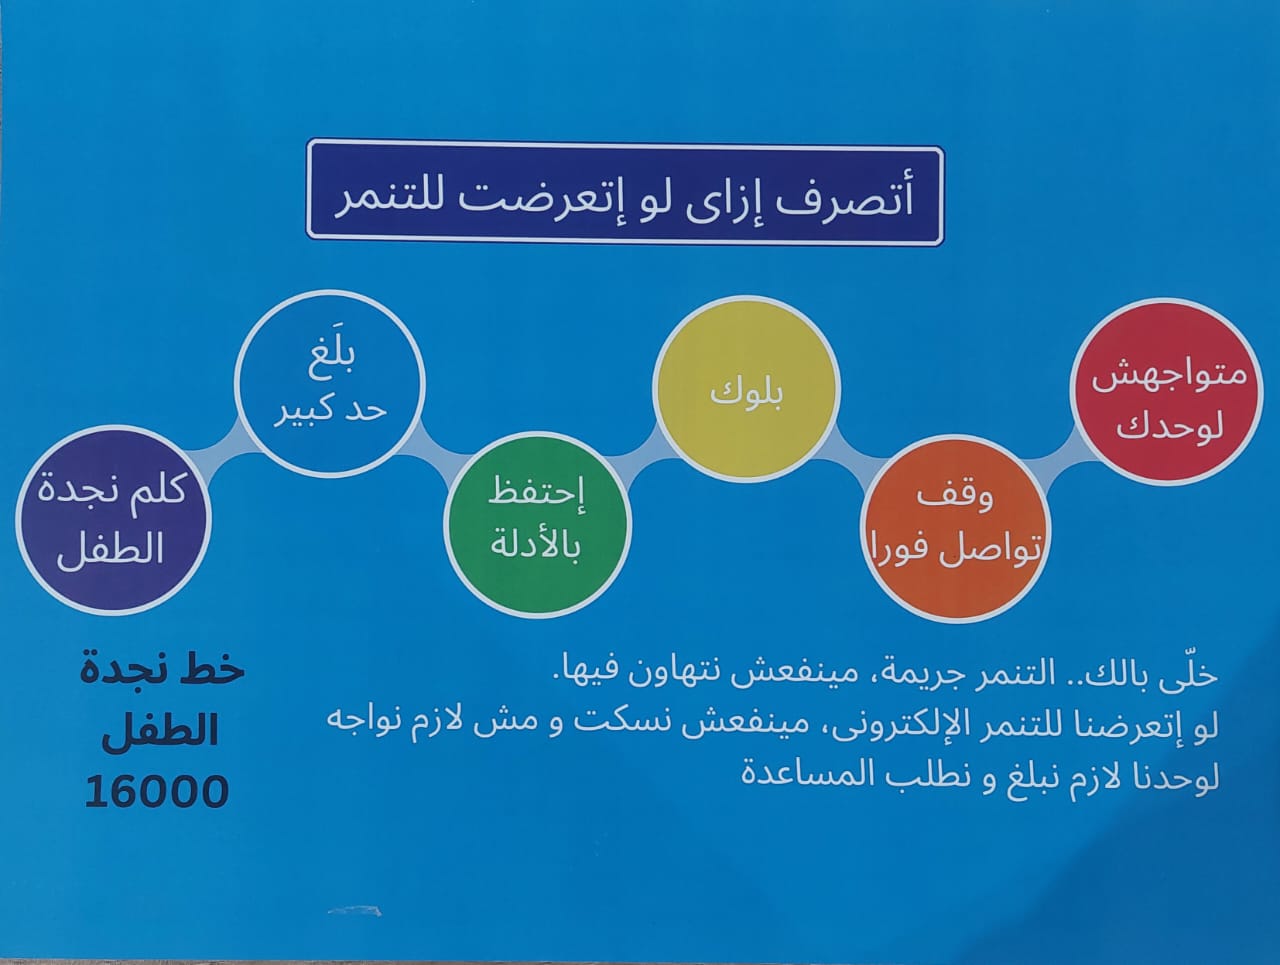 أتصرف إزاى لو إتعرضت للتنمر
متواجهش
لوحدك
وقف
تواصل فورا
بلوك
إحتفظ
بالأدلة
بلَغ
حد كبير
كلم نجدة
الطفل
خلّى بالك.. التنمر جريمة، مينفعش نتهاون فيها.
لو إتعرضنا للتنمر الإلكترونى، مينفعش نسكت و مش لازم نواجه
لوحدنا لازم نبلغ و نطلب المساعدة
خط نجدة
الطفل
16000